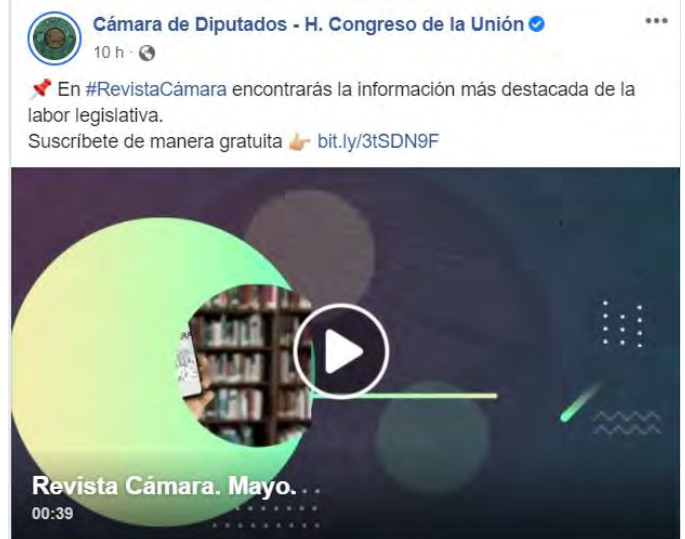 Cámara de Diputados - H. Congreso de la Unión
10 h ·
En #RevistaCámara encontrarás la información más destacada de la
labor legislativa.
Suscríbete de manera gratuita bit.ly/3tSDN9F
Revista Cámara. Mayo.
00:39